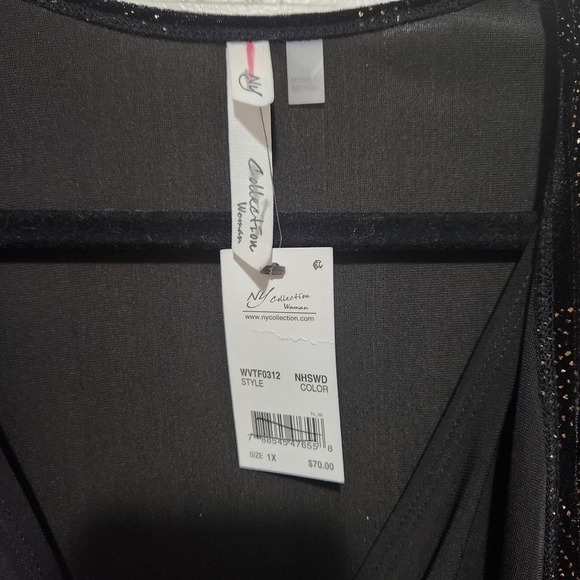 NY
Collection
Woman
NY Collection
Woman
www.nycollection.com
WVTF0312 NHSWD
STYLE COLOR
SIZE 1X $70.00